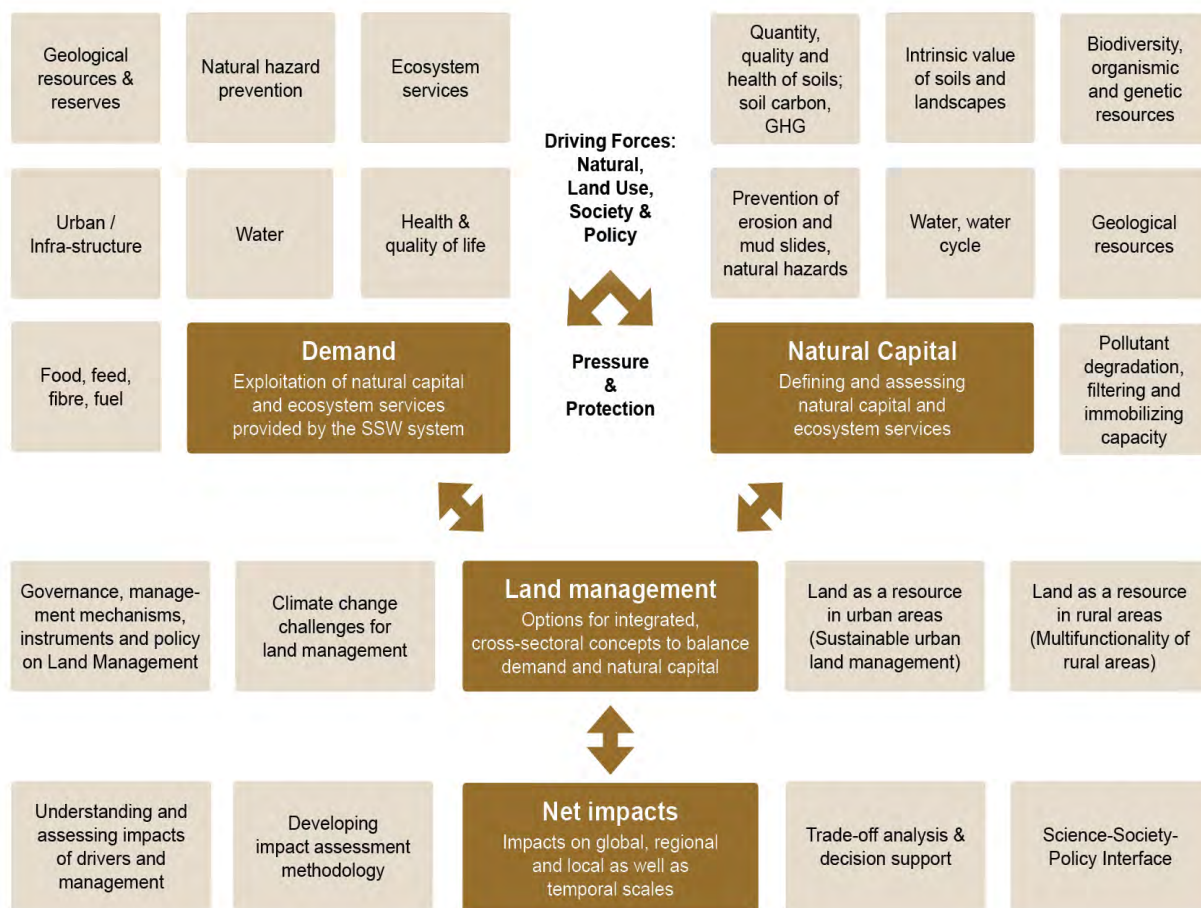 Geological
resources &
reserves
Natural hazard
prevention
Ecosystem
services
Driving Forces:
Natural,
Land Use,
Society &
Policy
Quantity,
quality and
health of soils;
soil carbon,
GHG
Intrinsic value
of soils and
landscapes
Biodiversity,
organismic
and genetic
resources
Urban /
Infra-structure
Water
Health &
quality of life
Prevention of
erosion and
mud slides,
natural hazards
Water, water
cycle
Geological
resources
Food, feed,
fibre, fuel
Demand
Exploitation of natural capital
and ecosystem services
provided by the SSW system
Pressure
&
Protection
Natural Capital
Defining and assessing
natural capital and
ecosystem services
Pollutant
degradation,
filtering and
immobilizing
capacity
Governance, manage-
ment mechanisms,
instruments and policy
on Land Management
Climate change
challenges for
land management
Land management
Options for integrated,
cross-sectoral concepts to balance
demand and natural capital
Land as a resource
in urban areas
(Sustainable urban
land management)
Land as a resource
in rural areas
(Multifunctionality of
rural areas)
Understanding and
assessing impacts
of drivers and
management
Developing
impact assessment
methodology
Net impacts
Impacts on global, regional
and local as well as
temporal scales
Trade-off analysis &
decision support
Science-Society-
Policy Interface